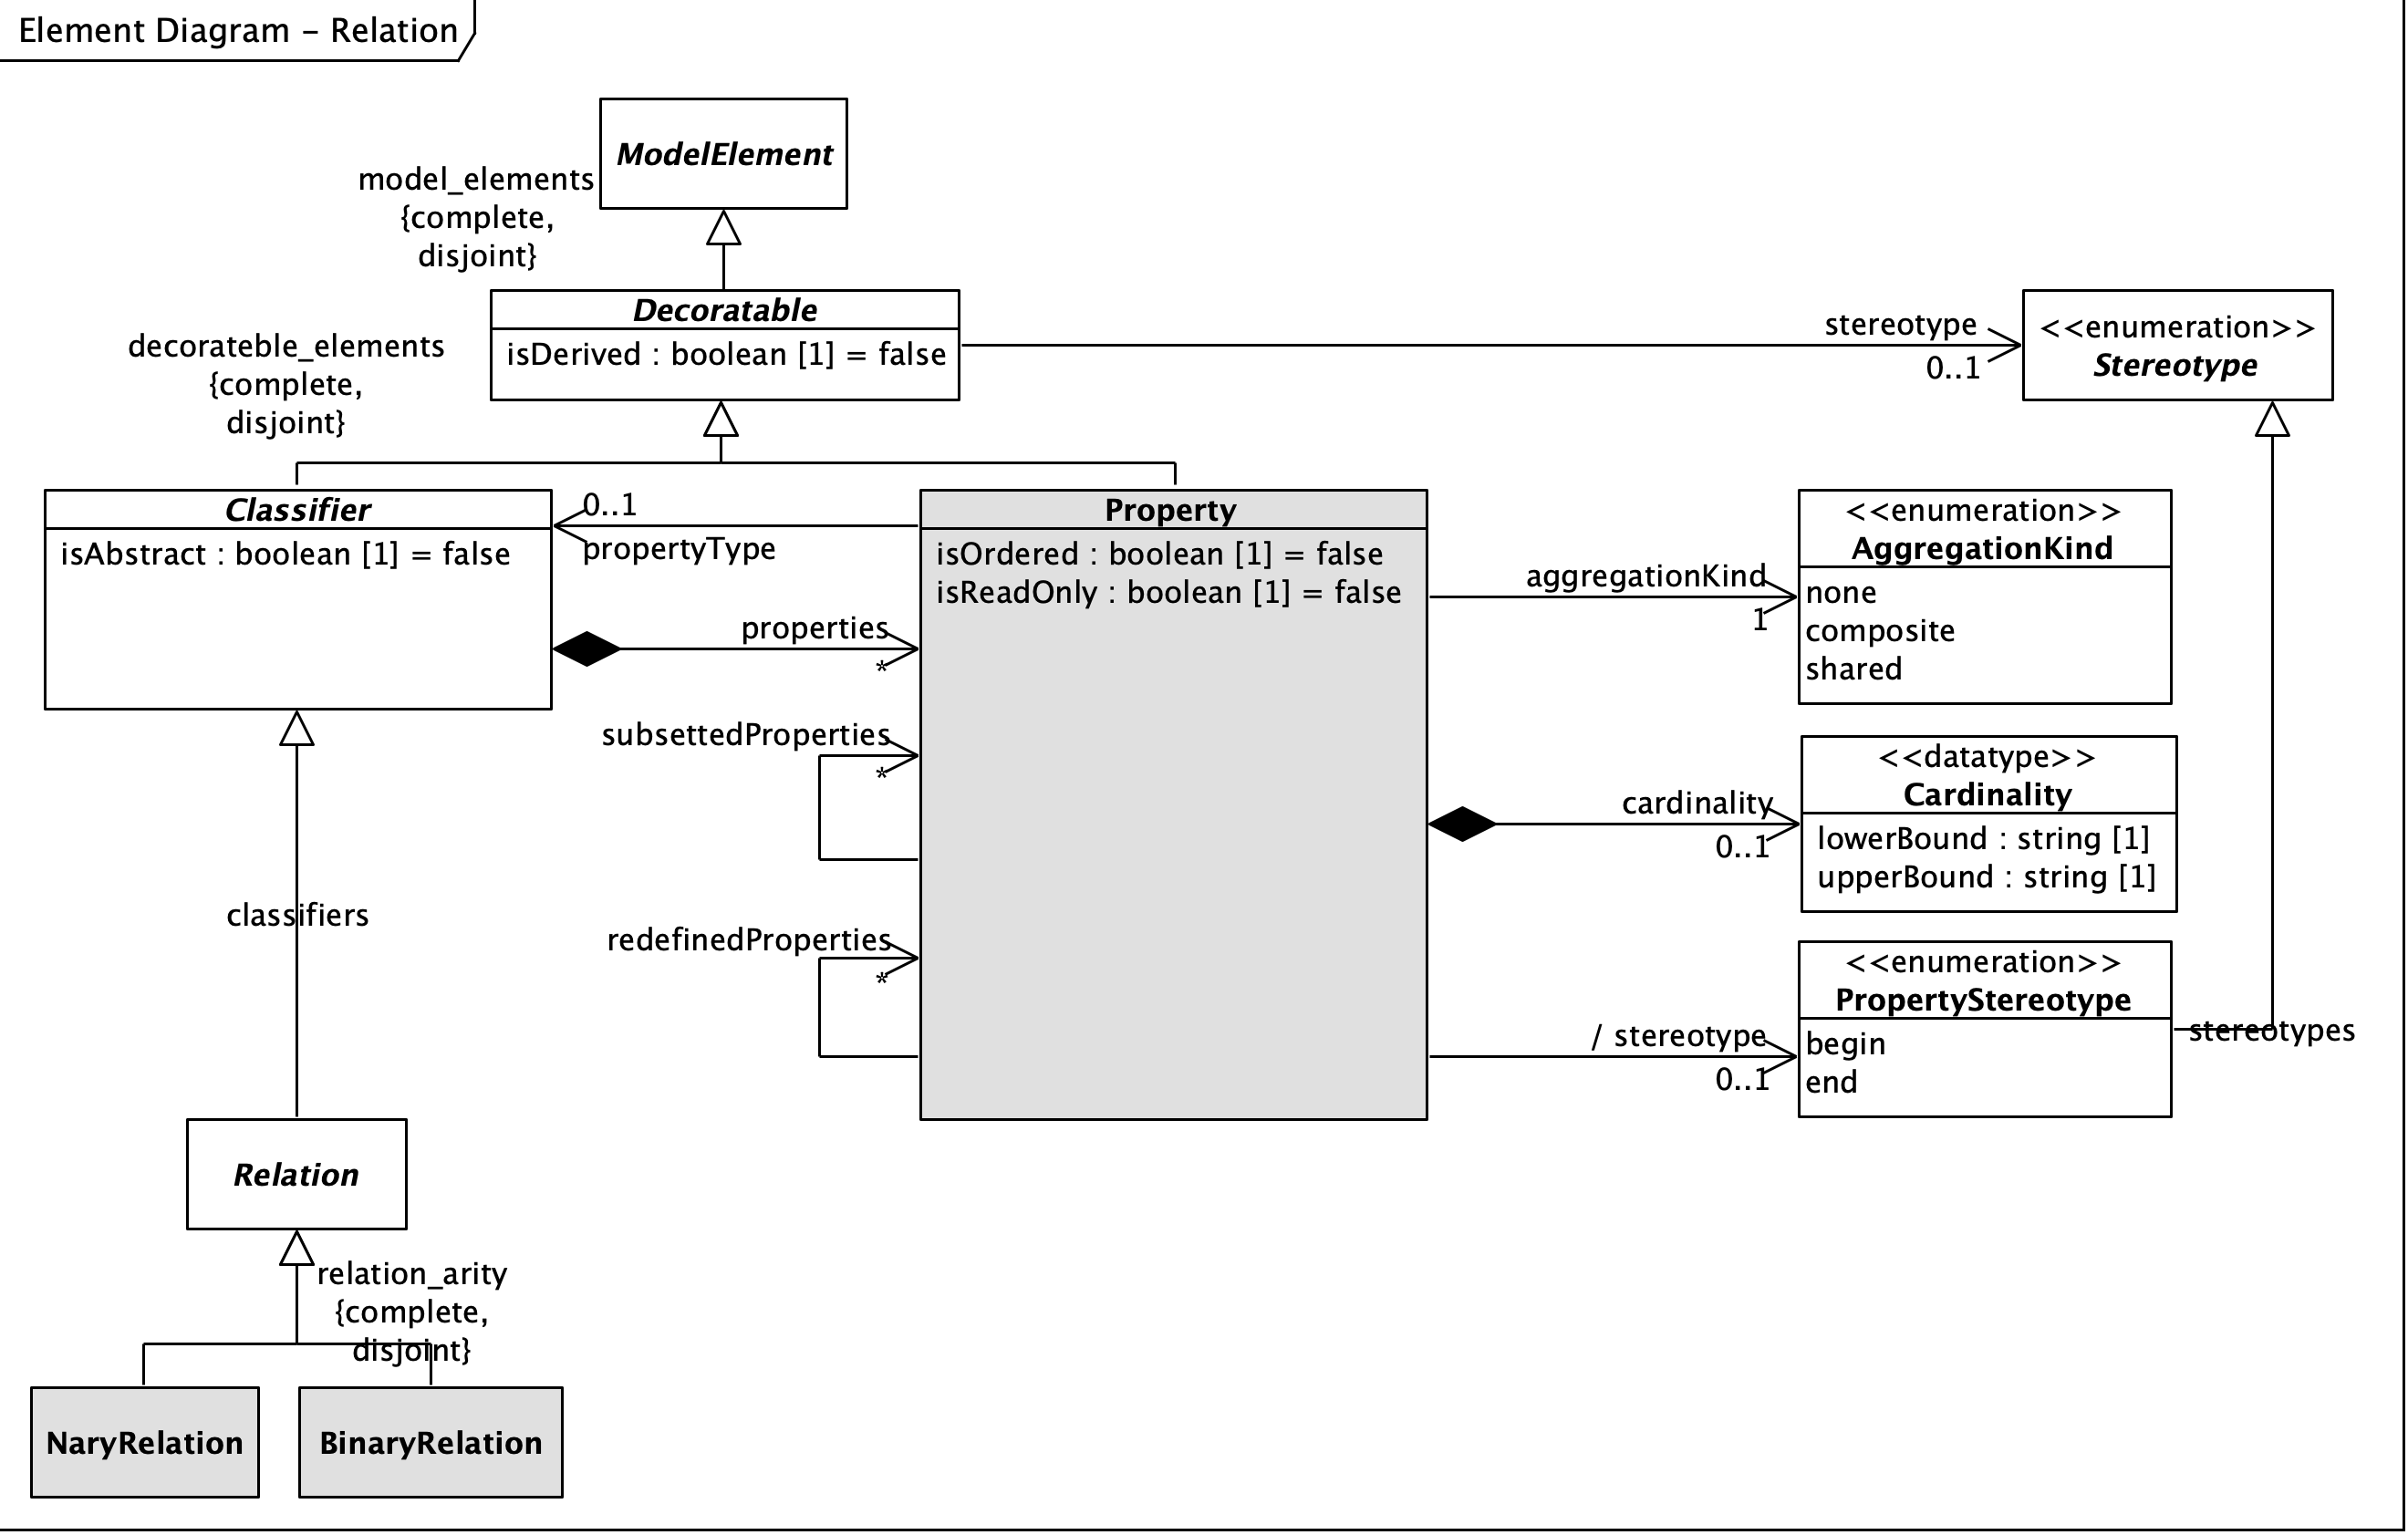 Element Diagram – Relation
ModelElement
model_elements
{complete,
disjoint}
Decoratable
isDerived : boolean [1] = false
stereotype
0..1
<<enumeration>>
Stereotype
decorateble_elements
{complete,
disjoint}
Classifier
isAbstract : boolean [1] = false
0..1
propertyType
properties
*
subsettedProperties
*
redefinedProperties
*
Property
isOrdered : boolean [1] = false
isReadOnly : boolean [1] = false
aggregationKind
1
<<enumeration>>
AggregationKind
none
composite
shared
cardinality
0..1
<<datatype>>
Cardinality
lowerBound : string [1]
upperBound : string [1]
/ stereotype
0..1
<<enumeration>>
PropertyStereotype
begin
end
stereotypes
classifiers
Relation
relation_arity
{complete,
disjoint}
NaryRelation
BinaryRelation